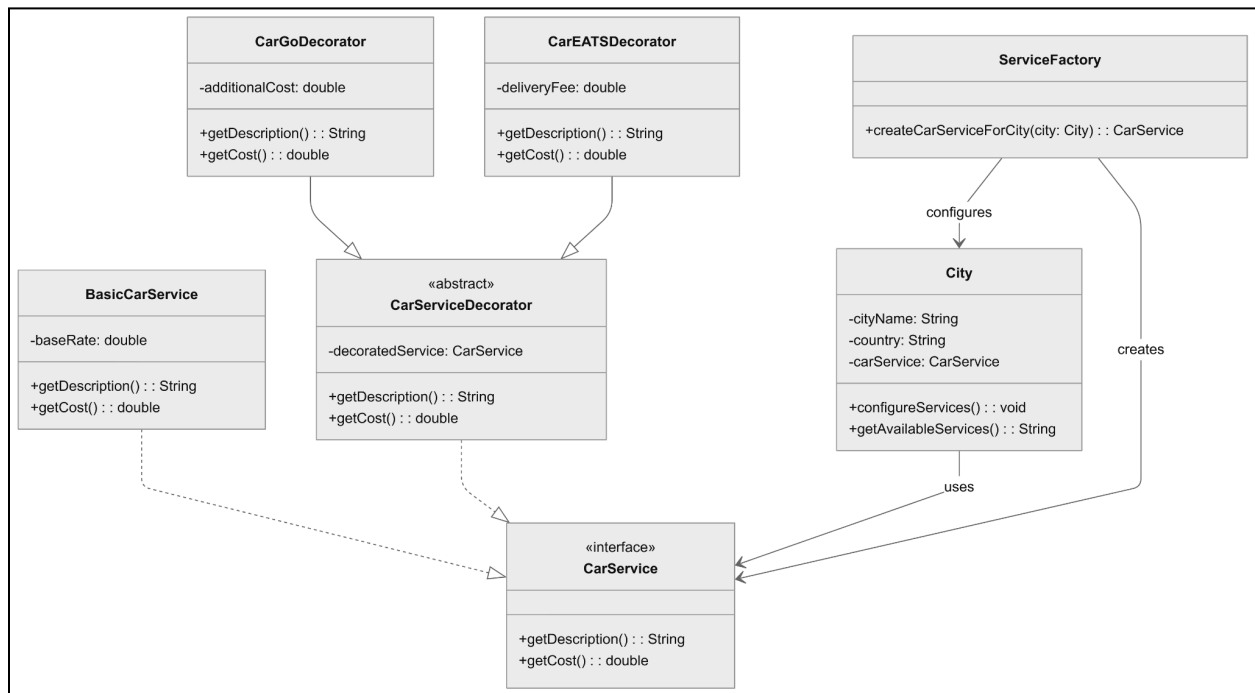 CarGoDecorator
-additionalCost: double
+getDescription() : : String
+getCost() : : double
CarEATSDecorator
-deliveryFee: double
+getDescription() : : String
+getCost() : : double
ServiceFactory
+createCarServiceForCity(city: City) : : CarService
configures
creates
BasicCarService
-baseRate: double
+getDescription() : : String
+getCost() : : double
«abstract»
CarServiceDecorator
-decoratedService: CarService
+getDescription() : : String
+getCost() : : double
City
-cityName: String
-country: String
-carService: CarService
+configureServices() : : void
+getAvailableServices() : : String
uses
«interface»
CarService
+getDescription() : : String
+getCost() : : double